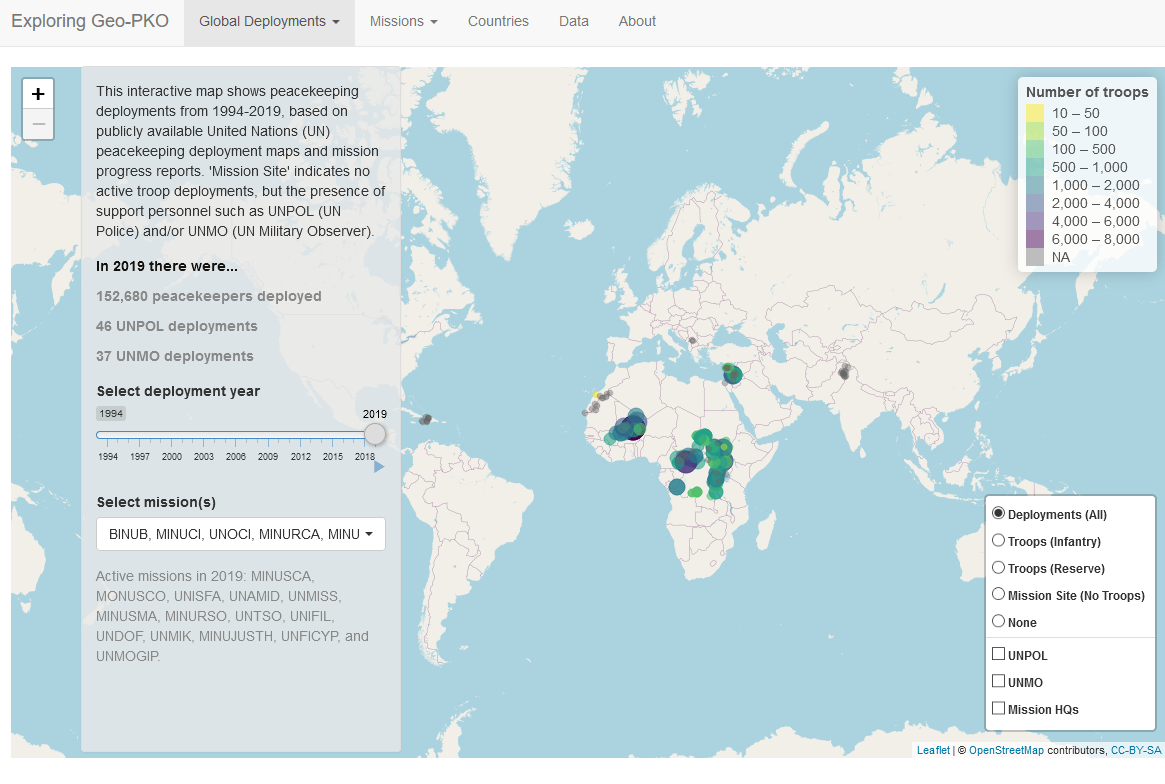 Exploring Geo-PKO
Global Deployments
Missions
Countries
Data
About
+
−
This interactive map shows peacekeeping
deployments from 1994-2019, based on
publicly available United Nations (UN)
peacekeeping deployment maps and mission
progress reports. 'Mission Site' indicates no
active troop deployments, but the presence of
support personnel such as UNPOL (UN
Police) and/or UNMO (UN Military Observer).
In 2019 there were...
152,680 peacekeepers deployed
46 UNPOL deployments
37 UNMO deployments
Select deployment year
1994
2019
1994 1997 2000 2003 2006 2009 2012 2015 2018
Select mission(s)
BINUB, MINUCI, UNOCI, MINURCA, MINU
Active missions in 2019: MINUSCA,
MONUSCO, UNISFA, UNAMID, UNMISS,
MINUSMA, MINURSO, UNTSO, UNIFIL,
UNDOF, UNMIK, MINUJUSTH, UNFICYP, and
UNMOGIP.
Number of troops
10 – 50
50 – 100
100 – 500
500 – 1,000
1,000 – 2,000
2,000 – 4,000
4,000 – 6,000
6,000 – 8,000
NA
Deployments (All)
Troops (Infantry)
Troops (Reserve)
Mission Site (No Troops)
None
UNPOL
UNMO
Mission HQs
Leaflet | © OpenStreetMap contributors, CC-BY-SA